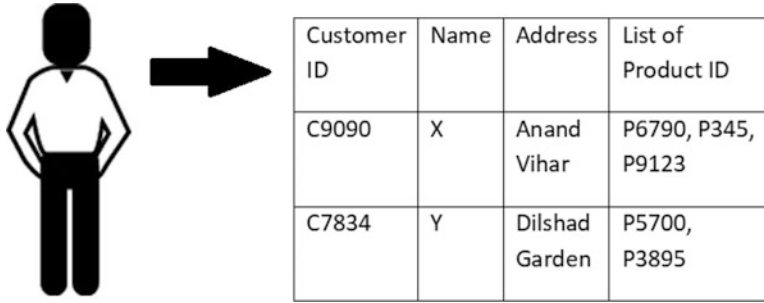 Customer ID Name Address List of Product ID
C9090 X Anand Vihar P6790, P345, P9123
C7834 Y Dilshad Garden P5700, P3895